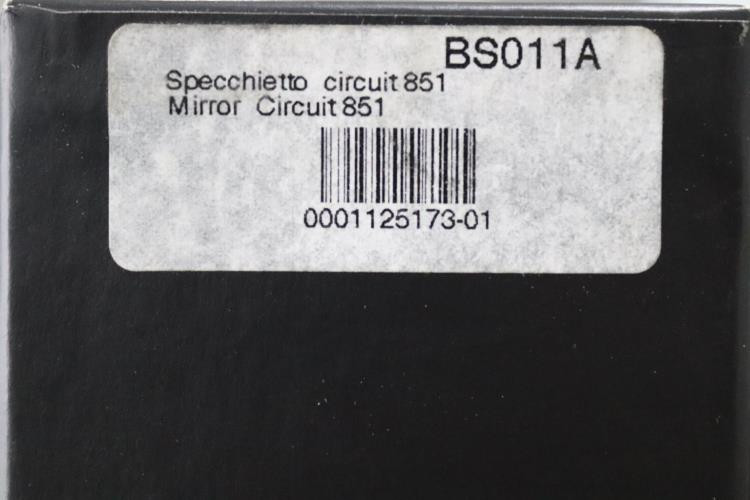 BS011A
Specchietto circuit 851
Mirror Circuit 851
0001125173-01